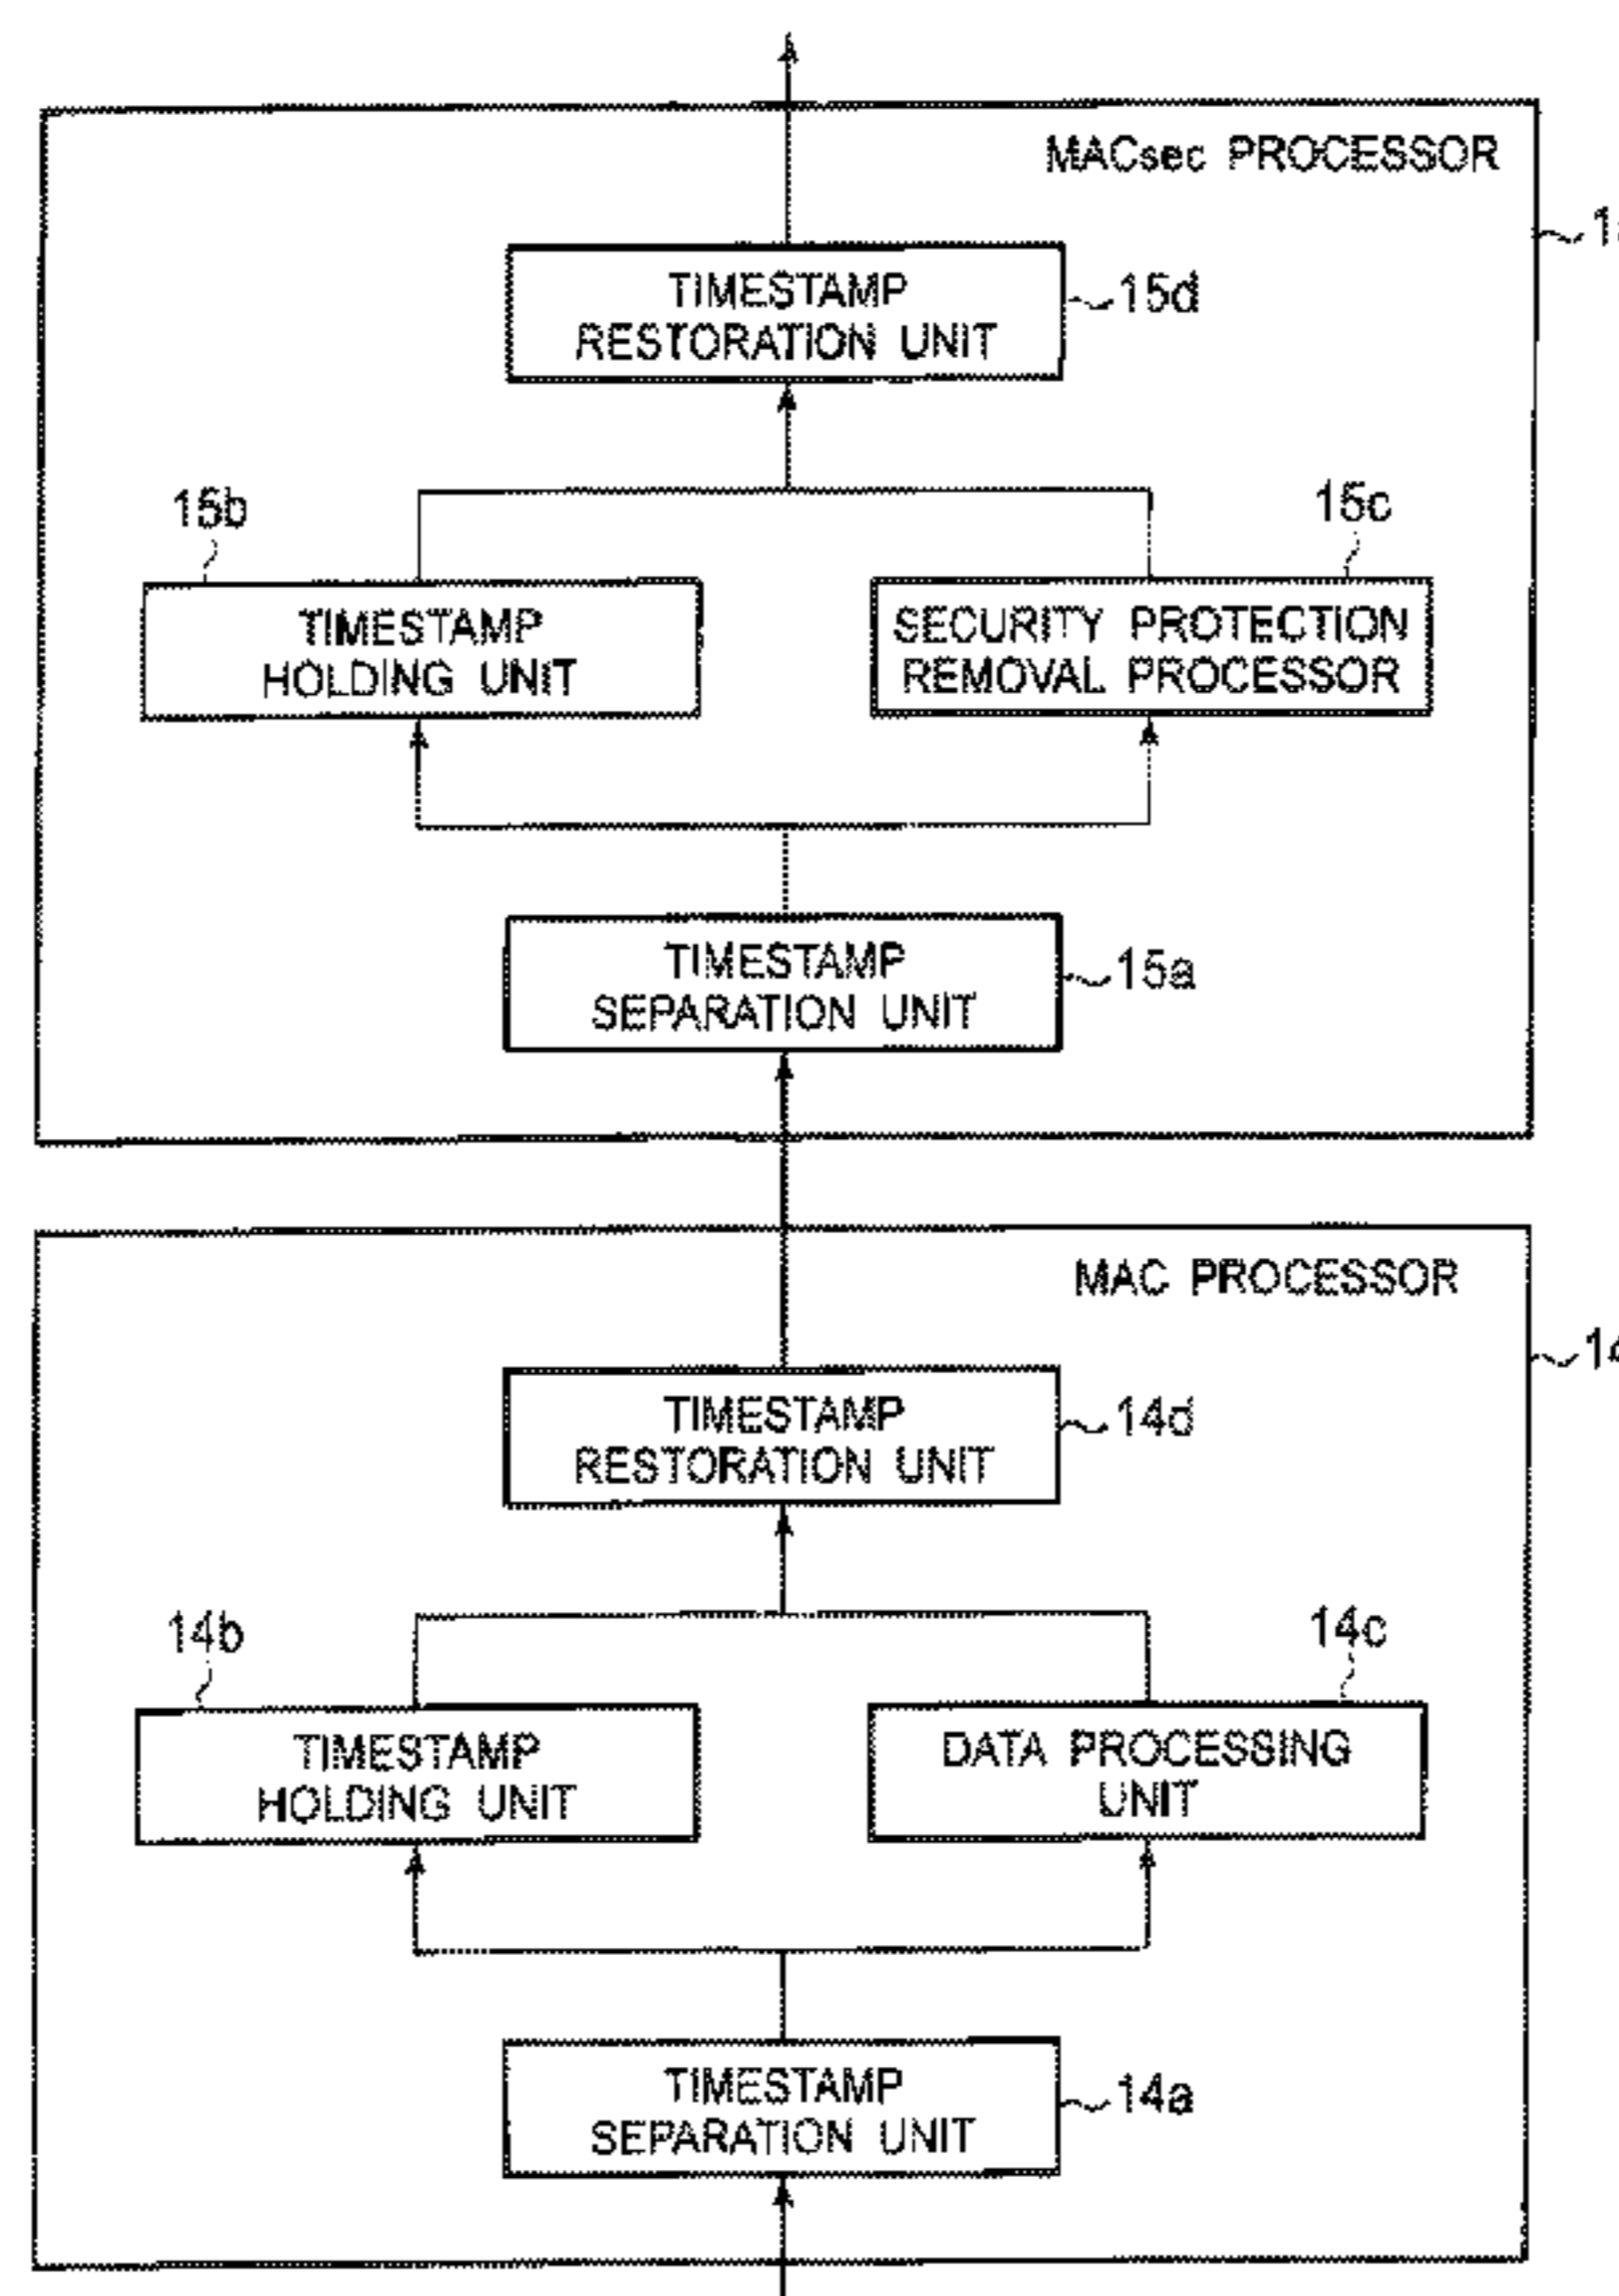 MACsec PROCESSOR
TIMESTAMP
RESTORATION UNIT
15d
15b
15c
TIMESTAMP
HOLDING UNIT
SECURITY PROTECTION
REMOVAL PROCESSOR
TIMESTAMP
SEPARATION UNIT
15a
MAC PROCESSOR
14
TIMESTAMP
RESTORATION UNIT
14d
14b
14c
TIMESTAMP
HOLDING UNIT
DATA PROCESSING
UNIT
TIMESTAMP
SEPARATION UNIT
14a